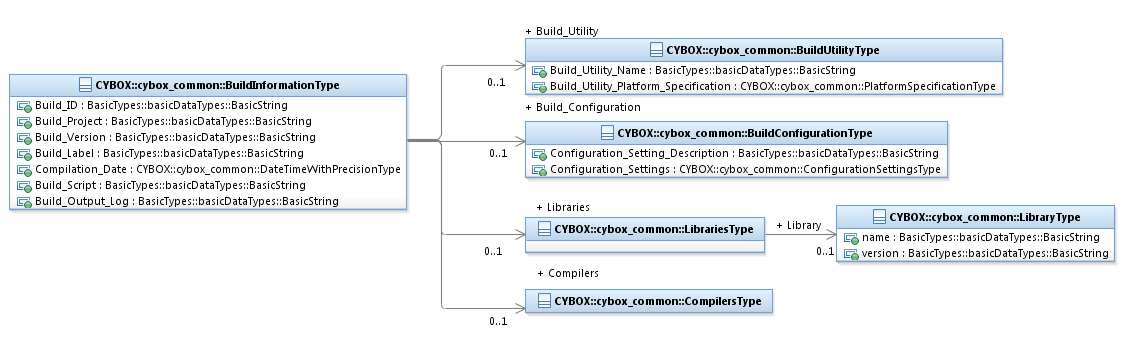 CYBOX::cybox_common::BuildInformationType
Build_ID : BasicTypes::basicDataTypes::BasicString
Build_Project : BasicTypes::basicDataTypes::BasicString
Build_Version : BasicTypes::basicDataTypes::BasicString
Build_Label : BasicTypes::basicDataTypes::BasicString
Compilation_Date : CYBOX::cybox_common::DateTimeWithPrecisionType
Build_Script : BasicTypes::basicDataTypes::BasicString
Build_Output_Log : BasicTypes::basicDataTypes::BasicString
+ Build_Utility
0..1
CYBOX::cybox_common::BuildUtilityType
Build_Utility_Name : BasicTypes::basicDataTypes::BasicString
Build_Utility_Platform_Specification : CYBOX::cybox_common::PlatformSpecificationType
+ Build_Configuration
0..1
CYBOX::cybox_common::BuildConfigurationType
Configuration_Setting_Description : BasicTypes::basicDataTypes::BasicString
Configuration_Settings : CYBOX::cybox_common::ConfigurationSettingsType
+ Libraries
0..1
CYBOX::cybox_common::LibrariesType
+ Library
0..1
CYBOX::cybox_common::LibraryType
name : BasicTypes::basicDataTypes::BasicString
version : BasicTypes::basicDataTypes::BasicString
+ Compilers
0..1
CYBOX::cybox_common::CompilersType